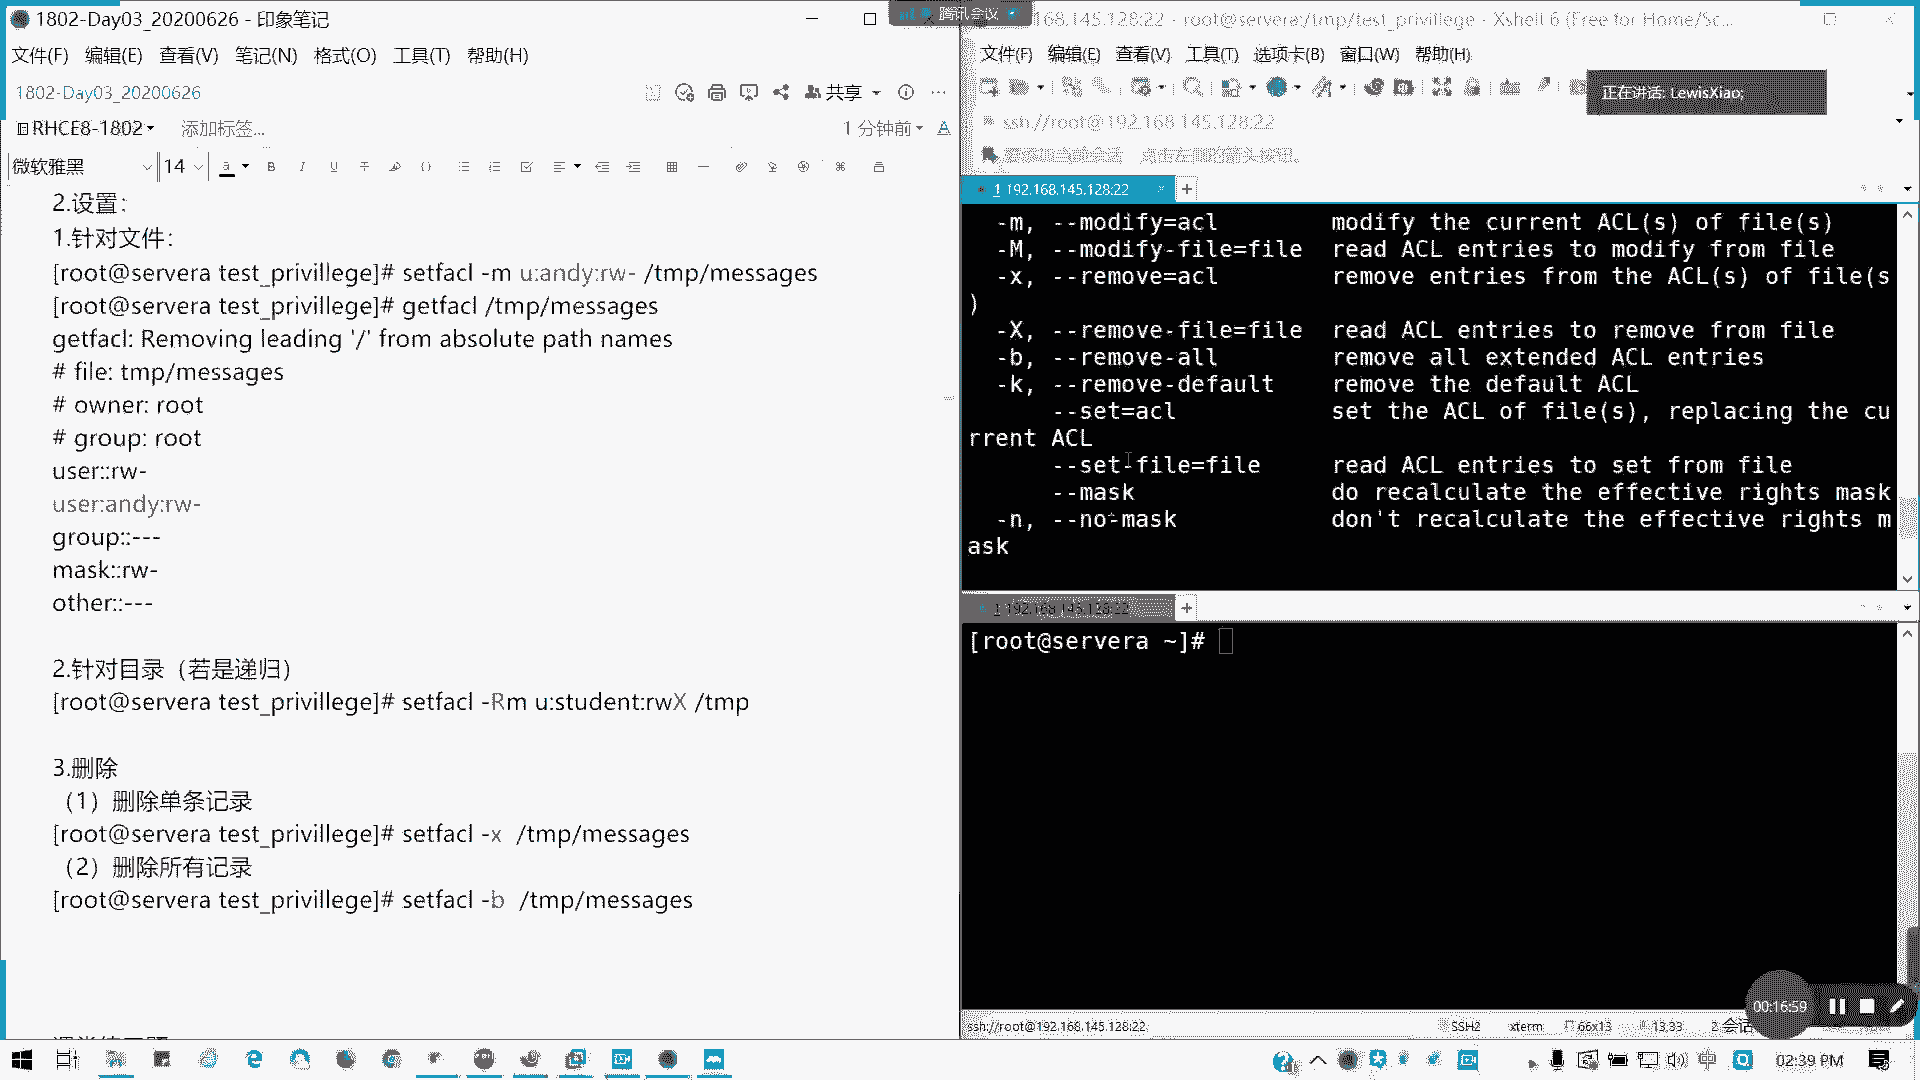 1802-Day03_20200626 - 印象笔记
文件(F) 编辑(E) 查看(V) 笔记(N) 格式(O) 工具(T) 帮助(H)
1802-Day03_20200626
共享
RHCE8-1802
添加标签...
1 分钟前
微软雅黑
14
2.设置：
1.针对文件：
[root@servera test_privillege]# setfacl -m u:andy:rw- /tmp/messages
[root@servera test_privillege]# getfacl /tmp/messages
getfacl: Removing leading '/' from absolute path names
# file: tmp/messages
# owner: root
# group: root
user::rw-
user:andy:rw-
group::---
mask::rw-
other::---
2.针对目录（若是递归）
[root@servera test_privillege]# setfacl -Rm u:student:rwX /tmp
3.删除
（1）删除单条记录
[root@servera test_privillege]# setfacl -x  /tmp/messages
（2）删除所有记录
[root@servera test_privillege]# setfacl -b  /tmp/messages
腾讯会议
168.145.128:22 - root@servera:/tmp/test_privillege - Xshell 6 (Free for Home/Sc...
文件(F) 编辑(E) 查看(V) 工具(T) 选项卡(B) 窗口(W) 帮助(H)
正在讲话: LewisXiao;
ssh://root@192.168.145.128:22
1 192.168.145.128:22
-m, --modify=acl modify the current ACL(s) of file(s)
-M, --modify-file=file read ACL entries to modify from file
-x, --remove=acl remove entries from the ACL(s) of file(s
)
-X, --remove-file=file read ACL entries to remove from file
-b, --remove-all remove all extended ACL entries
-k, --remove-default remove the default ACL
--set=acl set the ACL of file(s), replacing the cu
rrent ACL
--set-file=file read ACL entries to set from file
--mask do recalculate the effective rights mask
-n, --no-mask don't recalculate the effective rights m
ask
1 192.168.145.128:22
[root@servera ~]#
00:16:59
ssh://root@192.168.145.128:22
SSH2
xterm
66x13
13,33
2 会话
中
02:39 PM